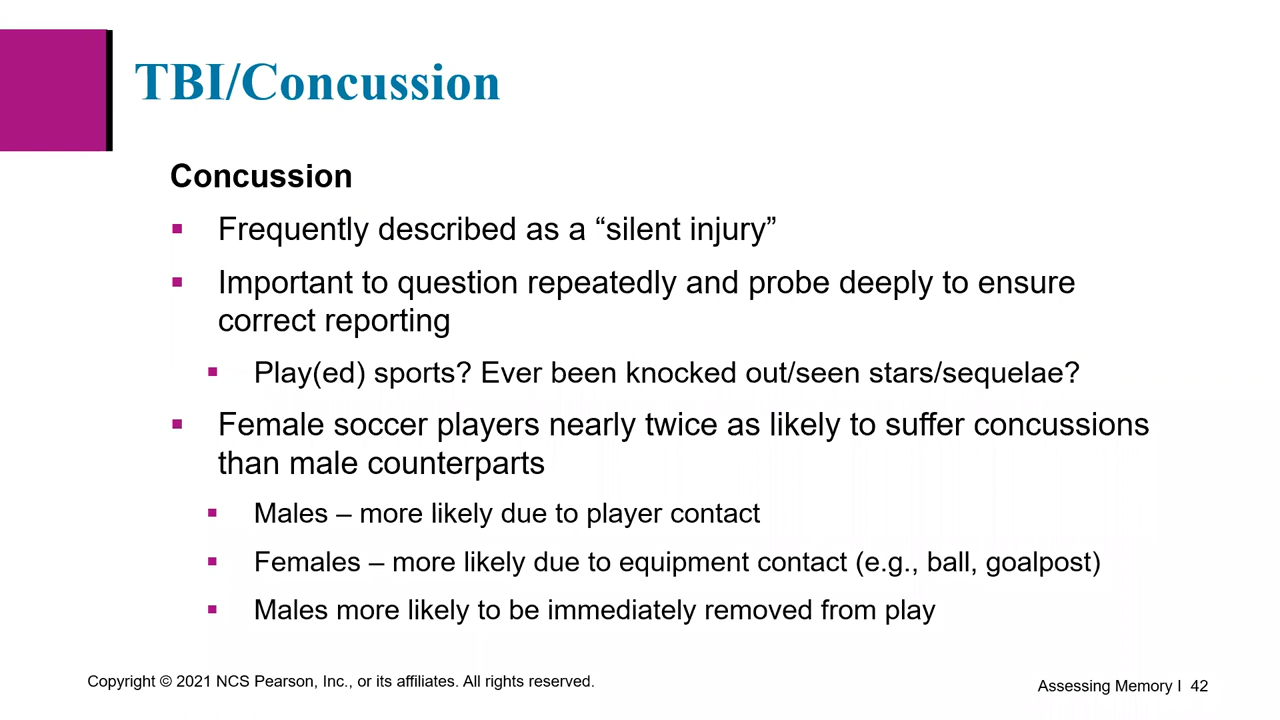 TBI/Concussion
Concussion
▪ Frequently described as a “silent injury”
▪ Important to question repeatedly and probe deeply to ensure
correct reporting
▪ Play(ed) sports? Ever been knocked out/seen stars/sequelae?
▪ Female soccer players nearly twice as likely to suffer concussions
than male counterparts
▪ Males – more likely due to player contact
▪ Females – more likely due to equipment contact (e.g., ball, goalpost)
▪ Males more likely to be immediately removed from play
Copyright © 2021 NCS Pearson, Inc., or its affiliates. All rights reserved.
Assessing Memory I 42